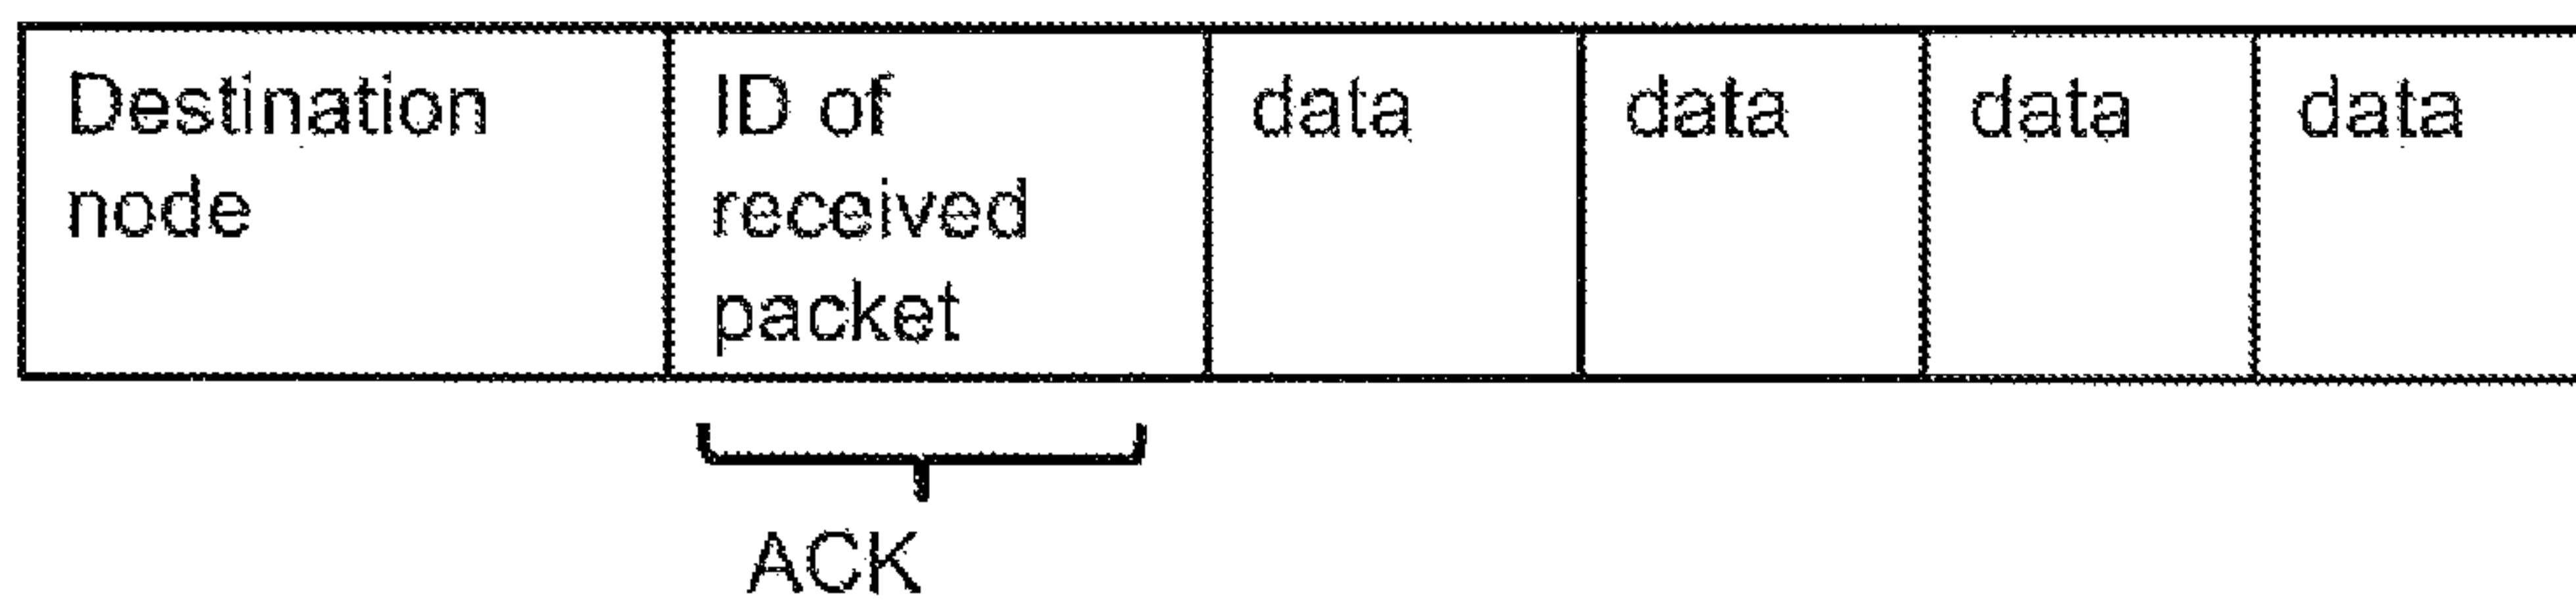 Destination
node
ID of
received
packet
data
data
data
data
ACK